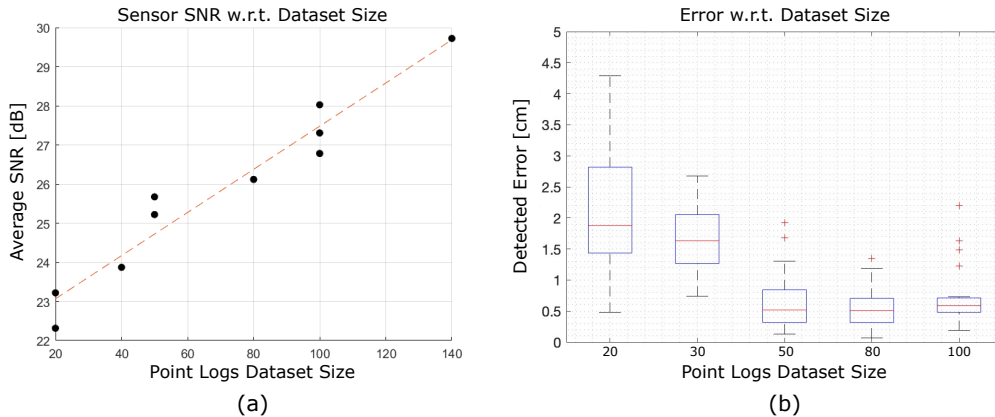 Sensor SNR w.r.t. Dataset Size
30
29
28
27
26
25
24
23
22
Average SNR [dB]
20 40 60 80 100 120 140
Point Logs Dataset Size
(a)
Error w.r.t. Dataset Size
5
4.5
4
3.5
3
2.5
2
1.5
1
0.5
0
Detected Error [cm]
20 30 50 80 100
Point Logs Dataset Size
(b)